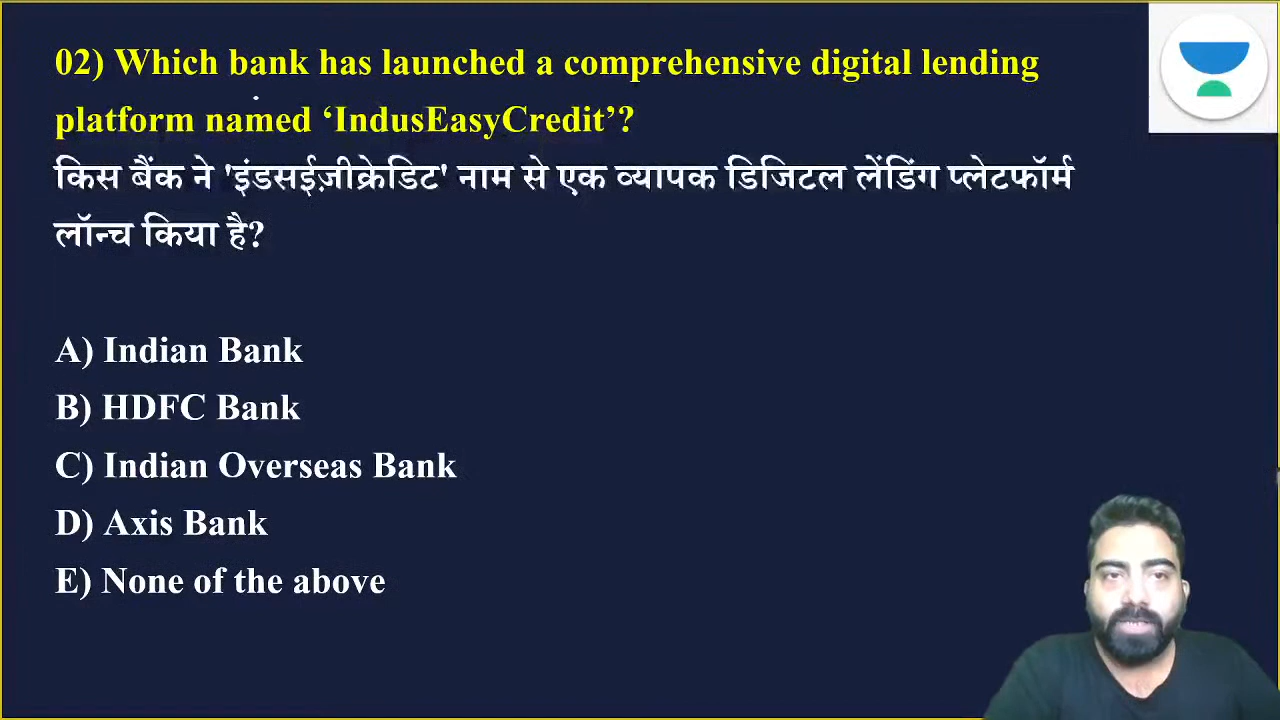 02) Which bank has launched a comprehensive digital lending
platform named ‘IndusEasyCredit’?
किस बैंक ने 'इंडसईज़ीक्रेडिट' नाम से एक व्यापक डिजिटल लेंडिंग प्लेटफॉर्म
लॉन्च किया है?
A) Indian Bank
B) HDFC Bank
C) Indian Overseas Bank
D) Axis Bank
E) None of the above